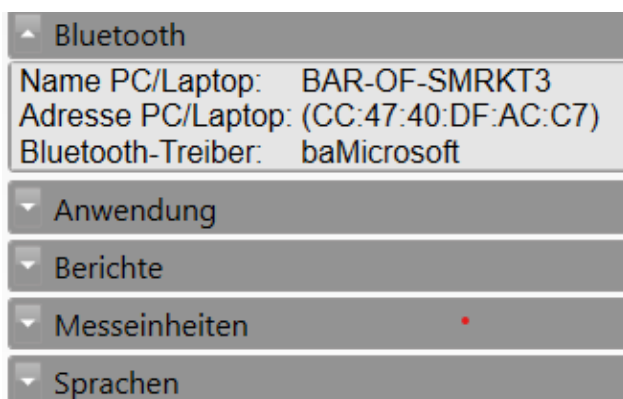 Bluetooth
Name PC/Laptop: BAR-OF-SMRKT3
Adresse PC/Laptop: (CC:47:40:DF:AC:C7)
Bluetooth-Treiber: baMicrosoft
Anwendung
Berichte
Messeinheiten
Sprachen